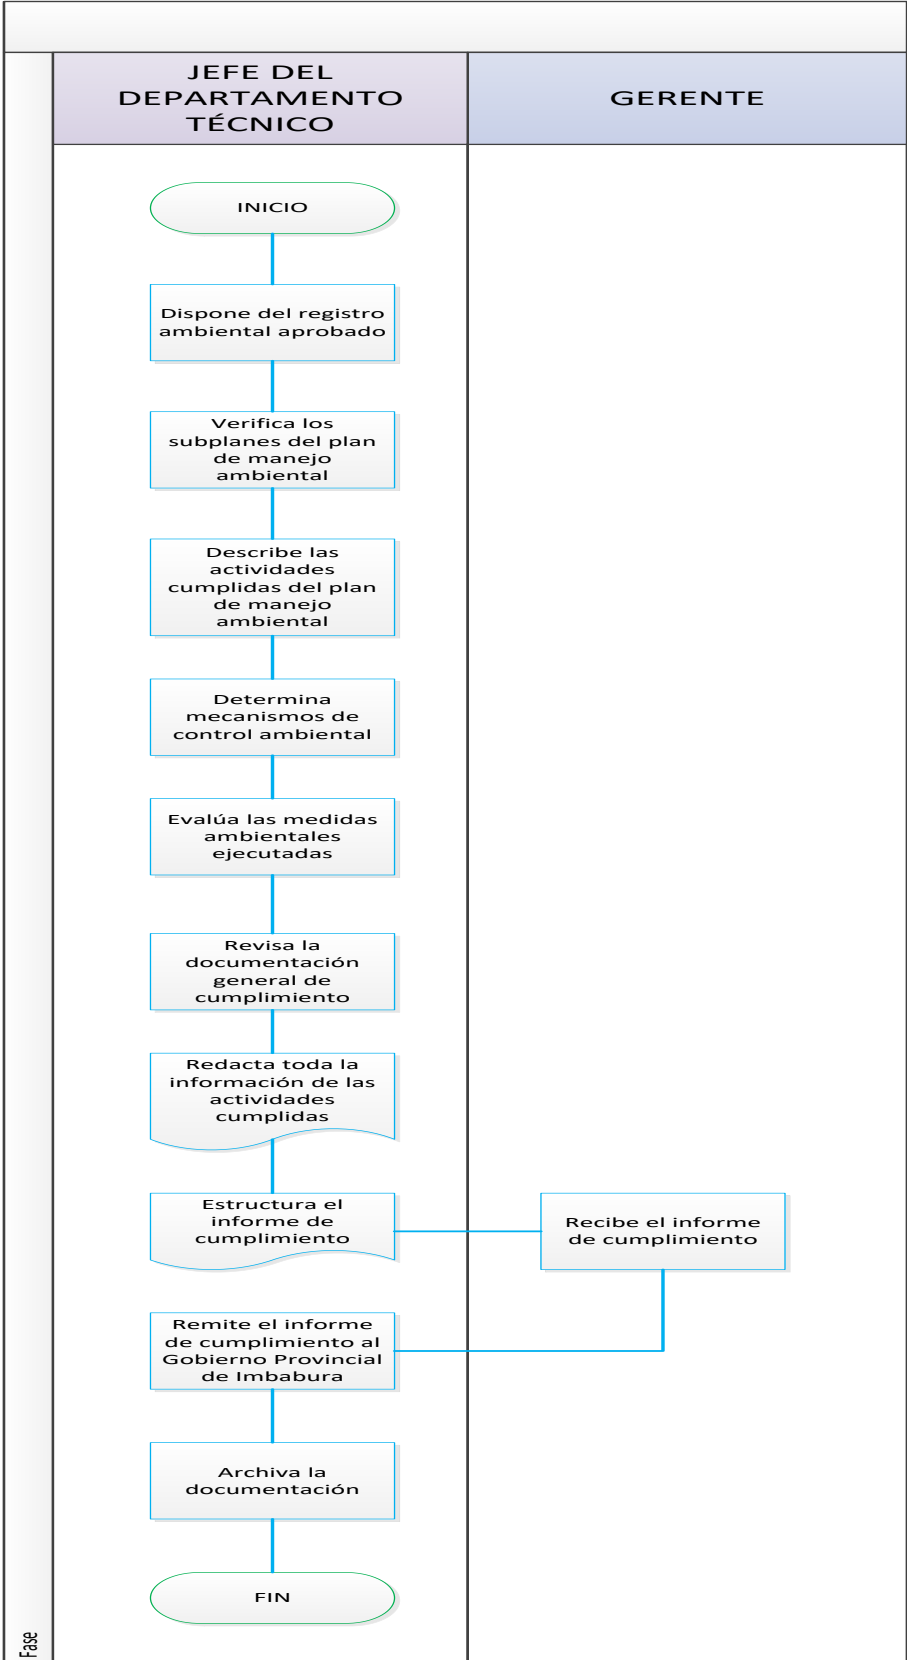 JEFE DEL
DEPARTAMENTO
TÉCNICO
GERENTE
INICIO
Dispone del registro
ambiental aprobado
Verifica los
subplanes del plan
de manejo
ambiental
Describe las
actividades
cumplidas del plan
de manejo
ambiental
Determina
mecanismos de
control ambiental
Evalúa las medidas
ambientales
ejecutadas
Revisa la
documentación
general de
cumplimiento
Redacta toda la
información de las
actividades
cumplidas
Estructura el
informe de
cumplimiento
Recibe el informe
de cumplimiento
Remite el informe
de cumplimiento al
Gobierno Provincial
de Imbabura
Archiva la
documentación
FIN
Fase